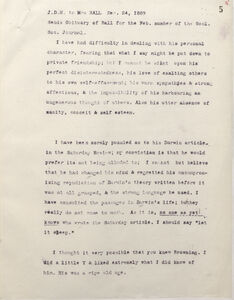 5
J.D.H. to Mrs BALL. Dec. 24, 1889
Sends Obituary of Ball for the Feb. number of the Geol.
Soc. Journal.
I have had difficulty in dealing with his personal
character, fearing that what I may might be put down to
private friendship; but I cannot be silent upon his
perfect disinterestedness, his love of exalting others
to his own self-effacement, his warm sympathies & strong
affections, & the impossibility of his harbouring an
ungenerous thought of others. Also his utter absence of
vanity, conceit & self esteem.
I have been sorely puzzled as to his Darwin article.
in the Saturday Review; my conviction is that he would
prefer its not being alluded to; I cannot but believe
that he had changed his mind & regretted his uncompromising
repudiation of Darwin's theory written before it
was at all grasped, & the strong language he used. I
have consulted the passages in Darwin's life; but they
really do not come to much. As it is, no one as yet
knows who wrote the Saturday article. I should say "let
it sleep."
I thought it very possible that you knew Browning. I
did a little & liked extremely what I did know of
him. His was a ripe old age.